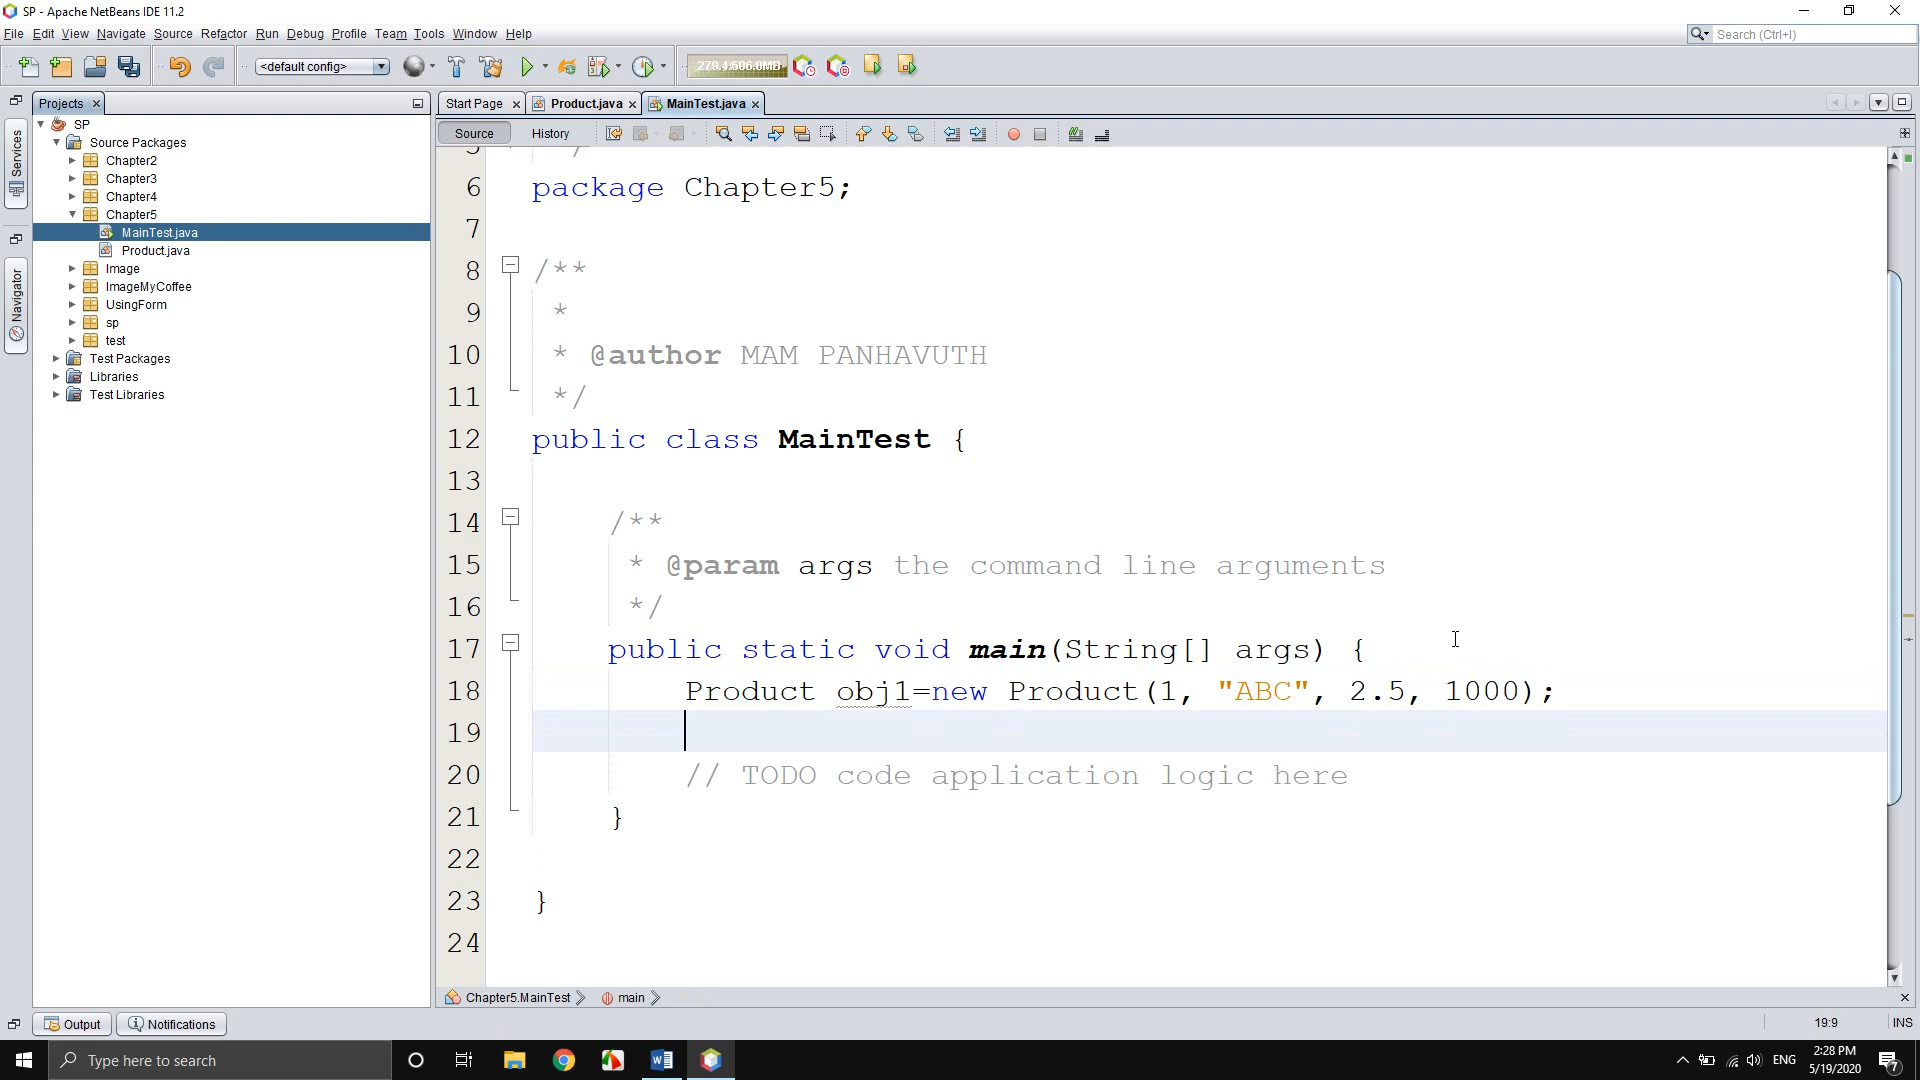 SP - Apache NetBeans IDE 11.2
File Edit View Navigate Source Refactor Run Debug Profile Team Tools Window Help
Search (Ctrl+I)
<default config>
279.4/506.0MB
Projects
Start Page Product.java MainTest.java
Source History
Services
Navigator
SP
Source Packages
Chapter2
Chapter3
Chapter4
Chapter5
MainTest.java
Product.java
Image
ImageMyCoffee
UsingForm
sp
test
Test Packages
Libraries
Test Libraries
5 */
6 package Chapter5;
7
8 /**
9 *
10 * @author MAM PANHAVUTH
11 */
12 public class MainTest {
13
14 /**
15 * @param args the command line arguments
16 */
17 public static void main(String[] args) {
18 Product obj1=new Product(1, "ABC", 2.5, 1000);
19
20 // TODO code application logic here
21 }
22
23 }
24
Chapter5.MainTest main
Output Notifications
19:9 INS
Type here to search
ENG
2:28 PM
5/19/2020
7